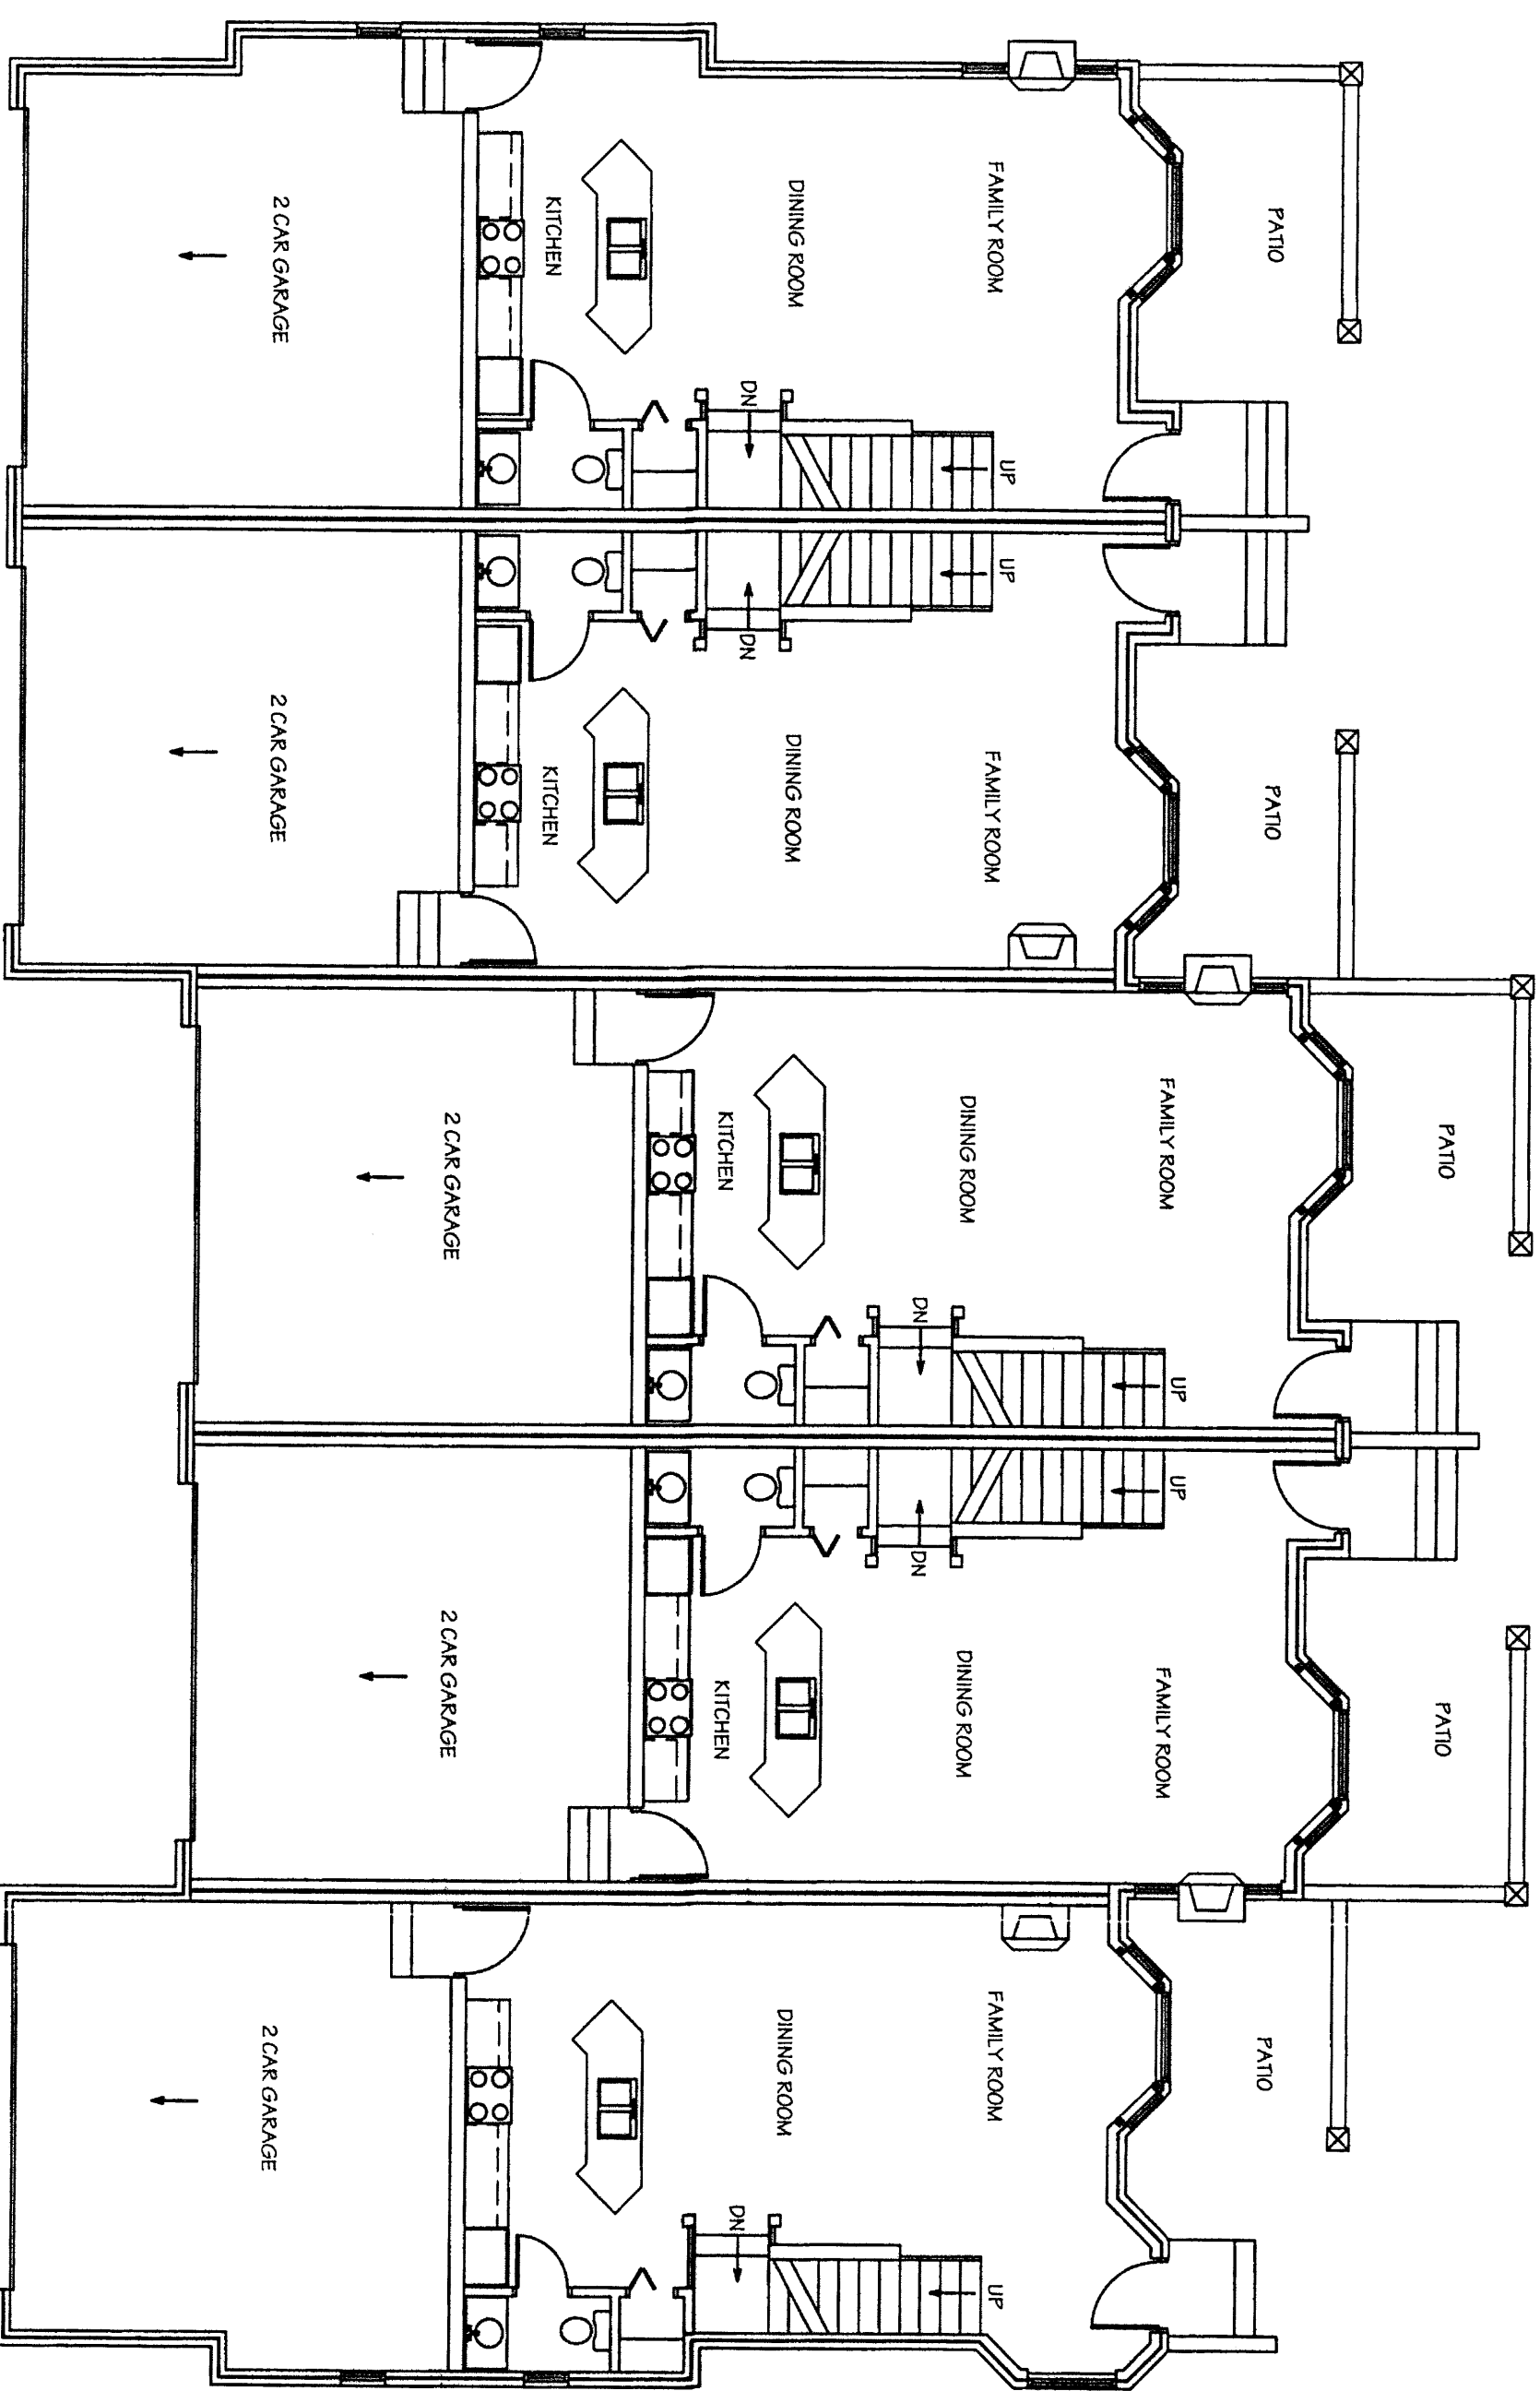 PATIO
FAMILY ROOM
DINING ROOM
KITCHEN
2 CAR GARAGE
UP
DN
UP
DN
PATIO
FAMILY ROOM
DINING ROOM
KITCHEN
2 CAR GARAGE
PATIO
FAMILY ROOM
DINING ROOM
KITCHEN
2 CAR GARAGE
UP
DN
UP
DN
PATIO
FAMILY ROOM
DINING ROOM
KITCHEN
2 CAR GARAGE
PATIO
FAMILY ROOM
DINING ROOM
2 CAR GARAGE
UP
DN